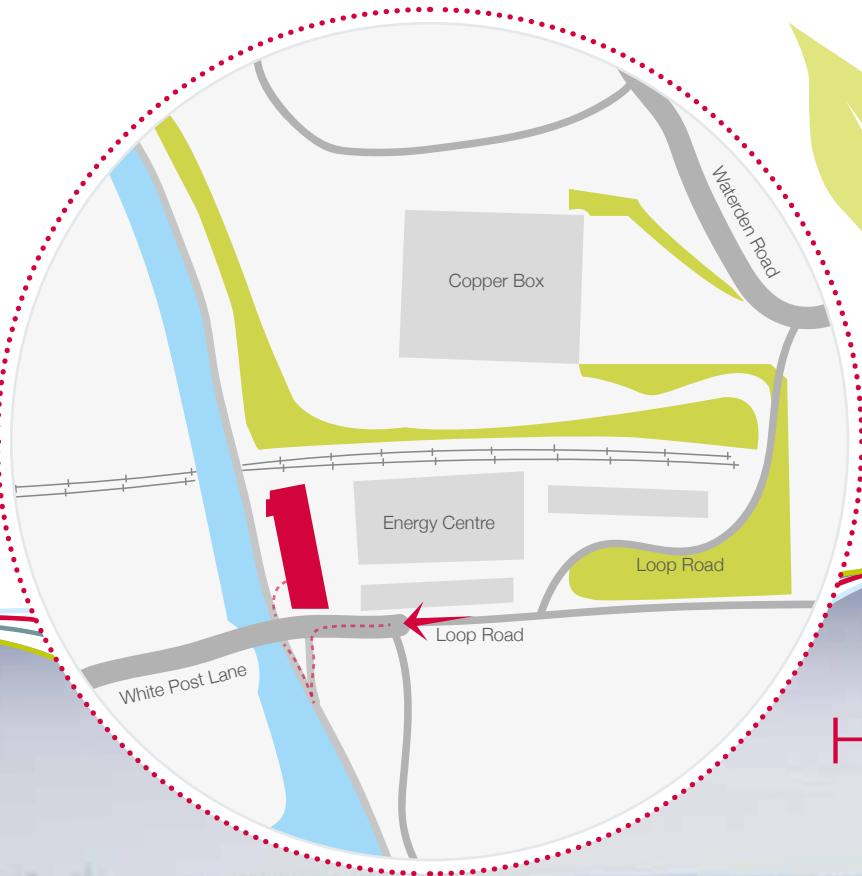 Waterden Road
Copper Box
Energy Centre
Loop Road
Loop Road
White Post Lane